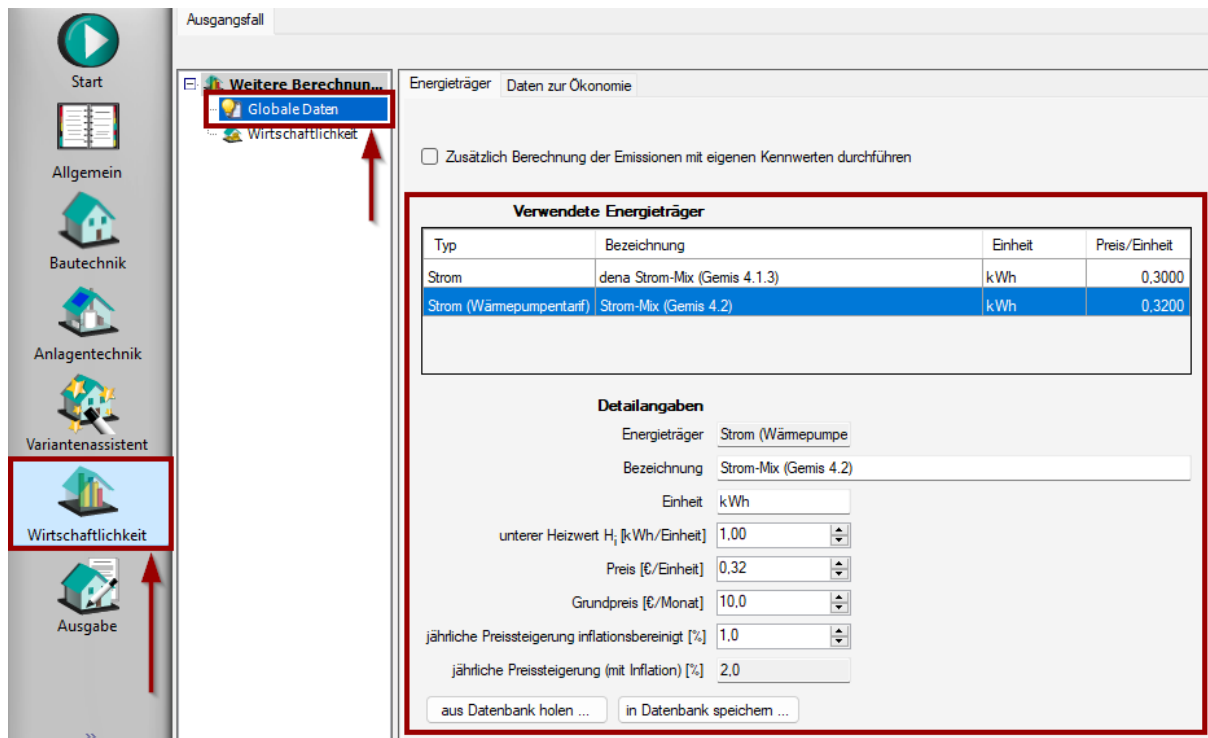 Ausgangsfall
Start
Allgemein
Bautechnik
Anlagentechnik
Variantenassistent
Wirtschaftlichkeit
Ausgabe
»
Weitere Berechnun...
Globale Daten
Wirtschaftlichkeit
Energieträger Daten zur Ökonomie
Zusätzlich Berechnung der Emissionen mit eigenen Kennwerten durchführen
Verwendete Energieträger
Typ Bezeichnung Einheit Preis/Einheit
Strom dena Strom-Mix (Gemis 4.1.3) kWh 0,3000
Strom (Wärmepumpentarif) Strom-Mix (Gemis 4.2) kWh 0,3200
Detailangaben
Energieträger Strom (Wärmepumpe
Bezeichnung Strom-Mix (Gemis 4.2)
Einheit kWh
unterer Heizwert Hi [kWh/Einheit] 1,00
Preis [€/Einheit] 0,32
Grundpreis [€/Monat] 10,0
jährliche Preissteigerung inflationsbereinigt [%] 1,0
jährliche Preissteigerung (mit Inflation) [%] 2,0
aus Datenbank holen ... in Datenbank speichern ...